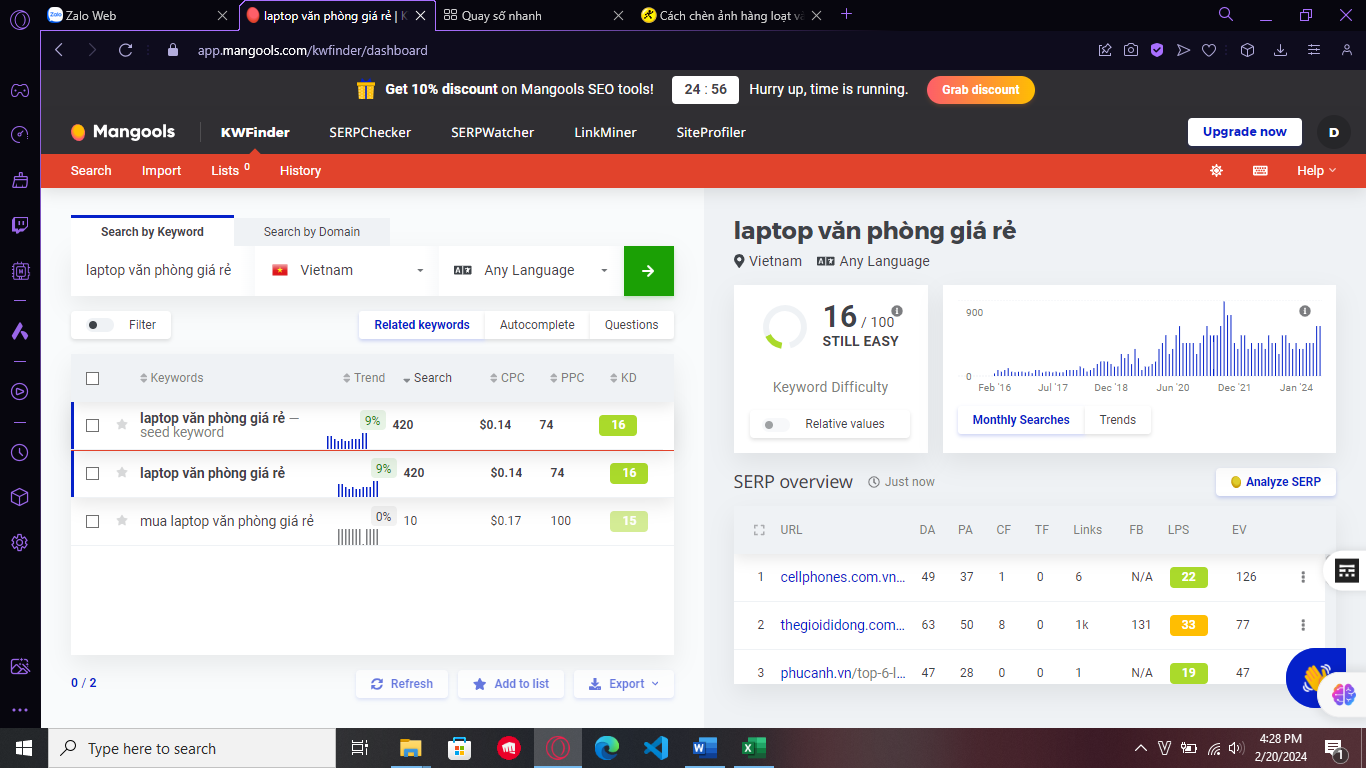 Zalo Web
laptop văn phòng giá rẻ | K
Quay số nhanh
Cách chèn ảnh hàng loạt và
app.mangools.com/kwfinder/dashboard
Get 10% discount on Mangools SEO tools! 24 : 56 Hurry up, time is running. Grab discount
Mangools KWFinder SERPChecker SERPWatcher LinkMiner SiteProfiler Upgrade now D
Search Import Lists 0 History Help
Search by Keyword Search by Domain
laptop văn phòng giá rẻ Vietnam Any Language
Filter Related keywords Autocomplete Questions
Keywords Trend Search CPC PPC KD
laptop văn phòng giá rẻ — 9% 420 $0.14 74 16
seed keyword
laptop văn phòng giá rẻ 9% 420 $0.14 74 16
mua laptop văn phòng giá rẻ 0% 10 $0.17 100 15
0 / 2 Refresh Add to list Export
laptop văn phòng giá rẻ
Vietnam Any Language
16 / 100
STILL EASY
Keyword Difficulty
Relative values
900
0
Feb '16 Jul '17 Dec '18 Jun '20 Dec '21 Jan '24
Monthly Searches Trends
SERP overview Just now Analyze SERP
URL DA PA CF TF Links FB LPS EV
1 cellphones.com.vn... 49 37 1 0 6 N/A 22 126
2 thegioididong.com... 63 50 8 0 1k 131 33 77
3 phucanh.vn/top-6-l... 47 28 0 0 1 N/A 19 47
Type here to search
4:28 PM
2/20/2024
1